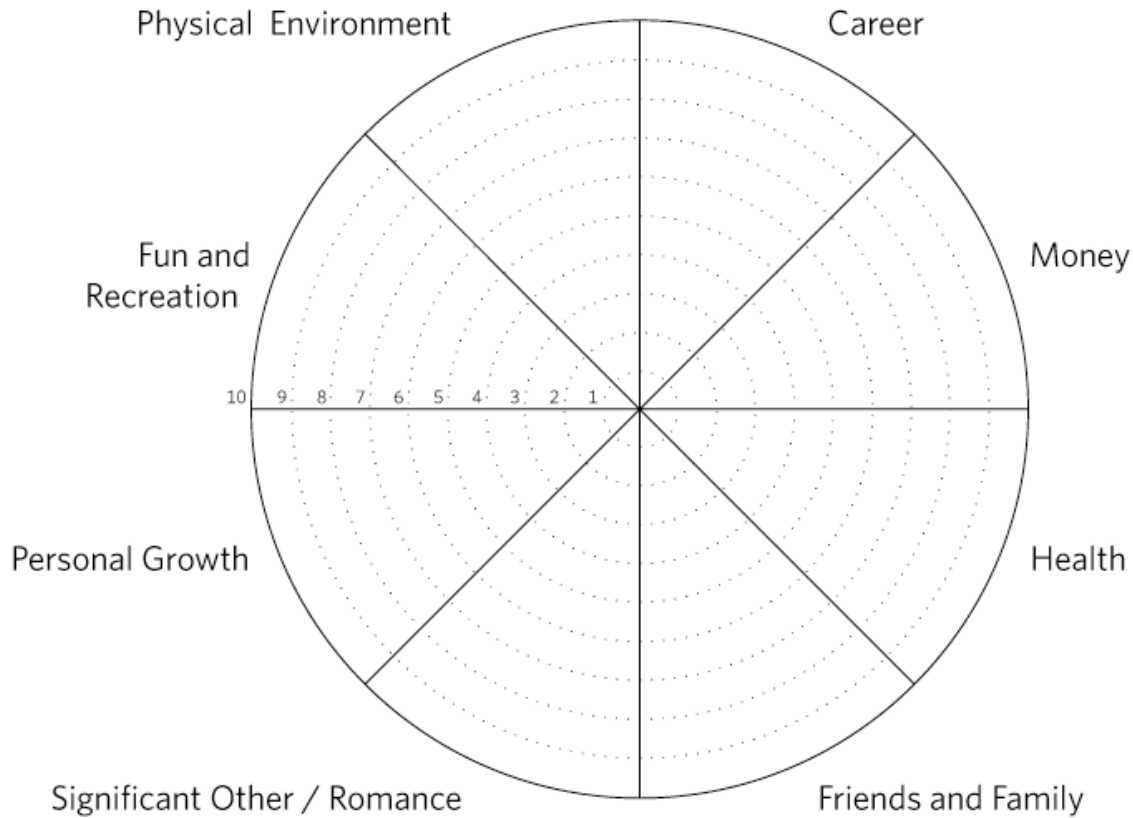 Physical Environment
Career
Fun and
Recreation
Money
10 9 8 7 6 5 4 3 2 1
Personal Growth
Health
Significant Other / Romance
Friends and Family